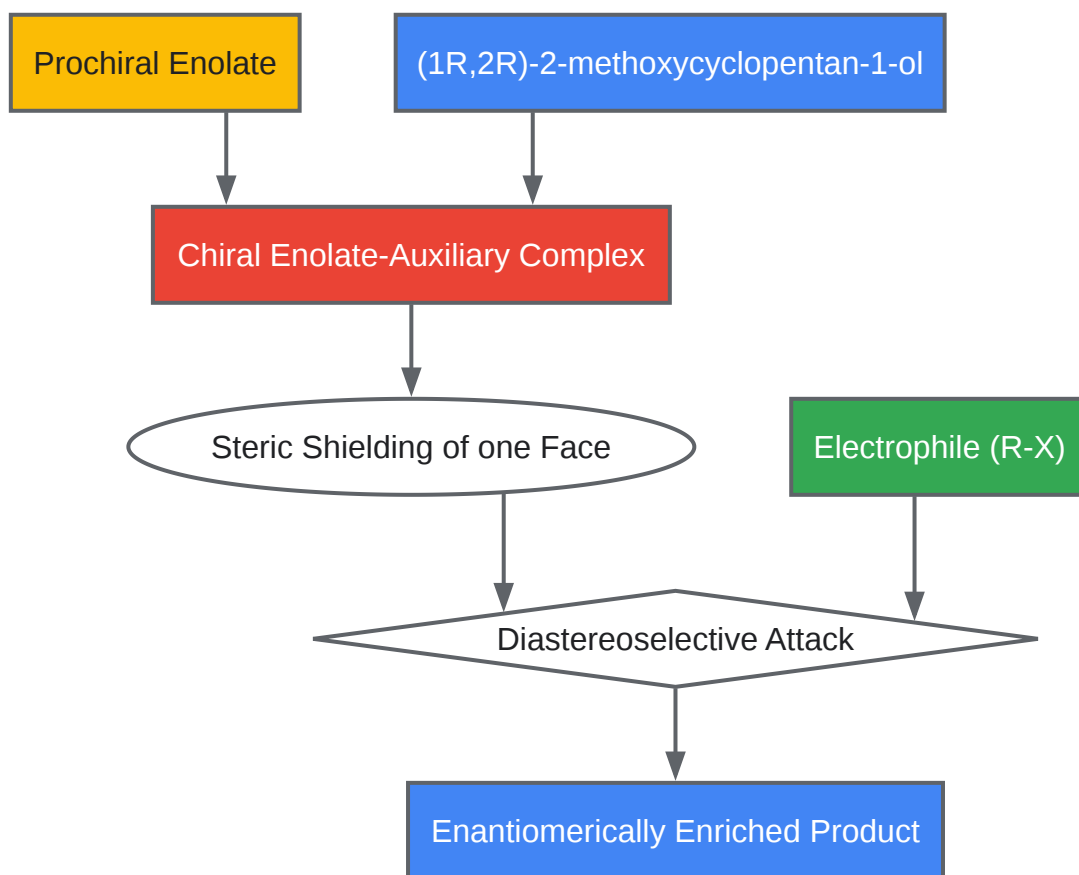 Prochiral Enolate
(1R,2R)-2-methoxycyclopentan-1-ol
Chiral Enolate-Auxiliary Complex
Steric Shielding of one Face
Electrophile (R-X)
Diastereoselective Attack
Enantiomerically Enriched Product